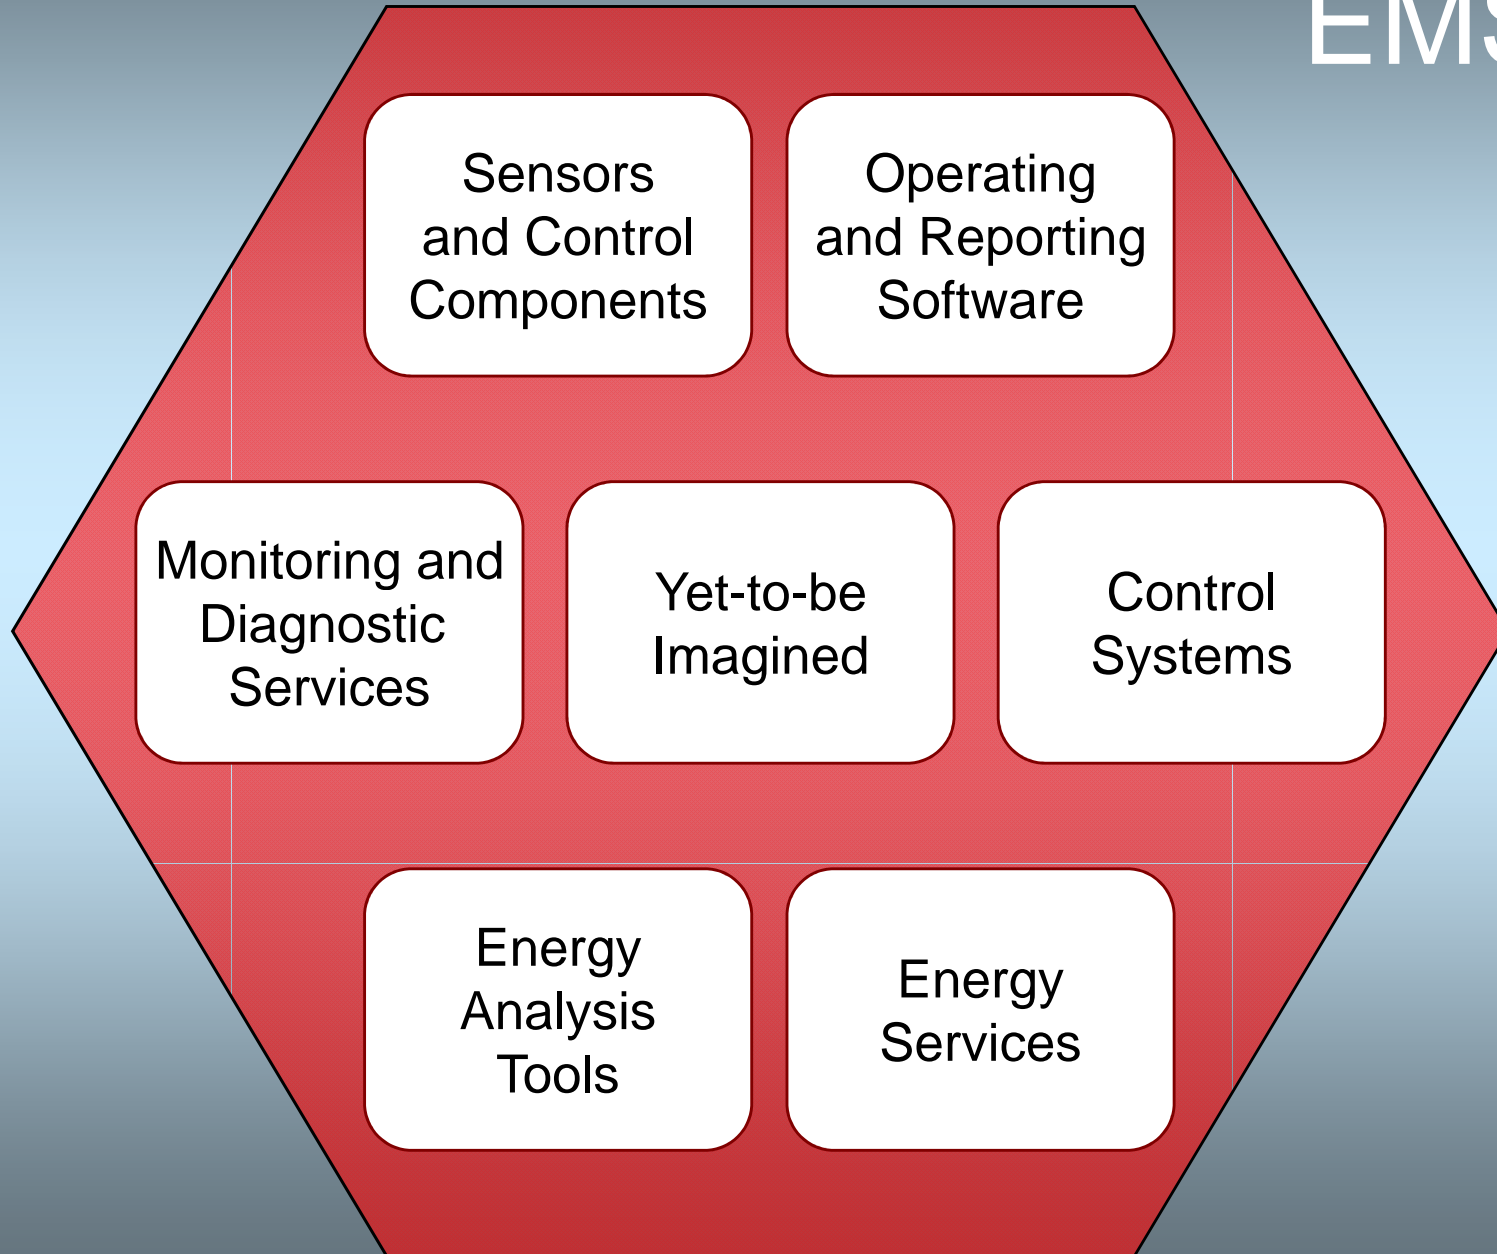 EMS
Sensors
and Control
Components
Operating
and Reporting
Software
Monitoring and
Diagnostic
Services
Yet-to-be
Imagined
Control
Systems
Energy
Analysis
Tools
Energy
Services